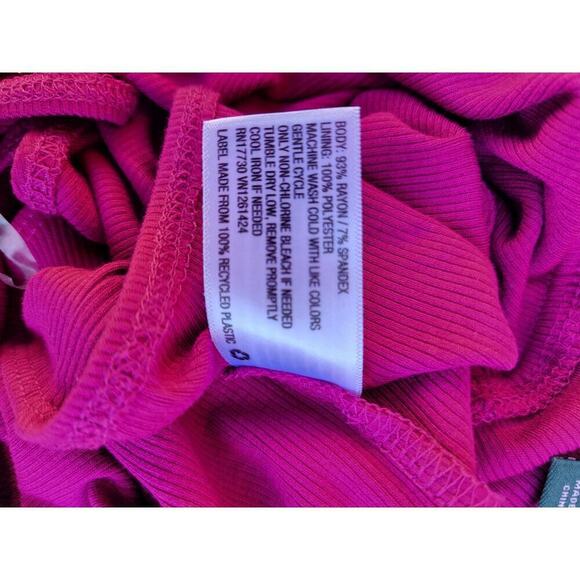 BODY: 93% RAYON / 7% SPANDEX
LINING: 100% POLYESTER
MACHINE WASH COLD WITH LIKE COLORS
GENTLE CYCLE
ONLY NON-CHLORINE BLEACH IF NEEDED
TUMBLE DRY LOW, REMOVE PROMPTLY
COOL IRON IF NEEDED
RN17730 VN1261424
LABEL MADE FROM 100% RECYCLED PLASTIC
MADE
CHIN